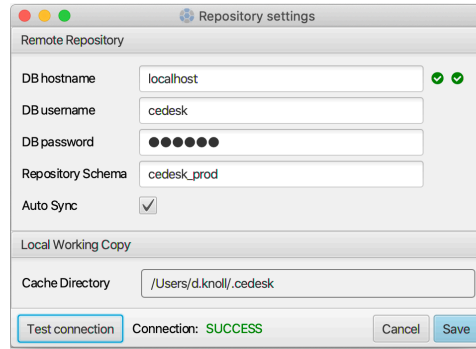 Repository settings
Remote Repository
DB hostname localhost
DB username cedesk
DB password ●●●●●●
Repository Schema cedesk_prod
Auto Sync
Local Working Copy
Cache Directory /Users/d.knoll/.cedesk
Test connection Connection: SUCCESS Cancel Save